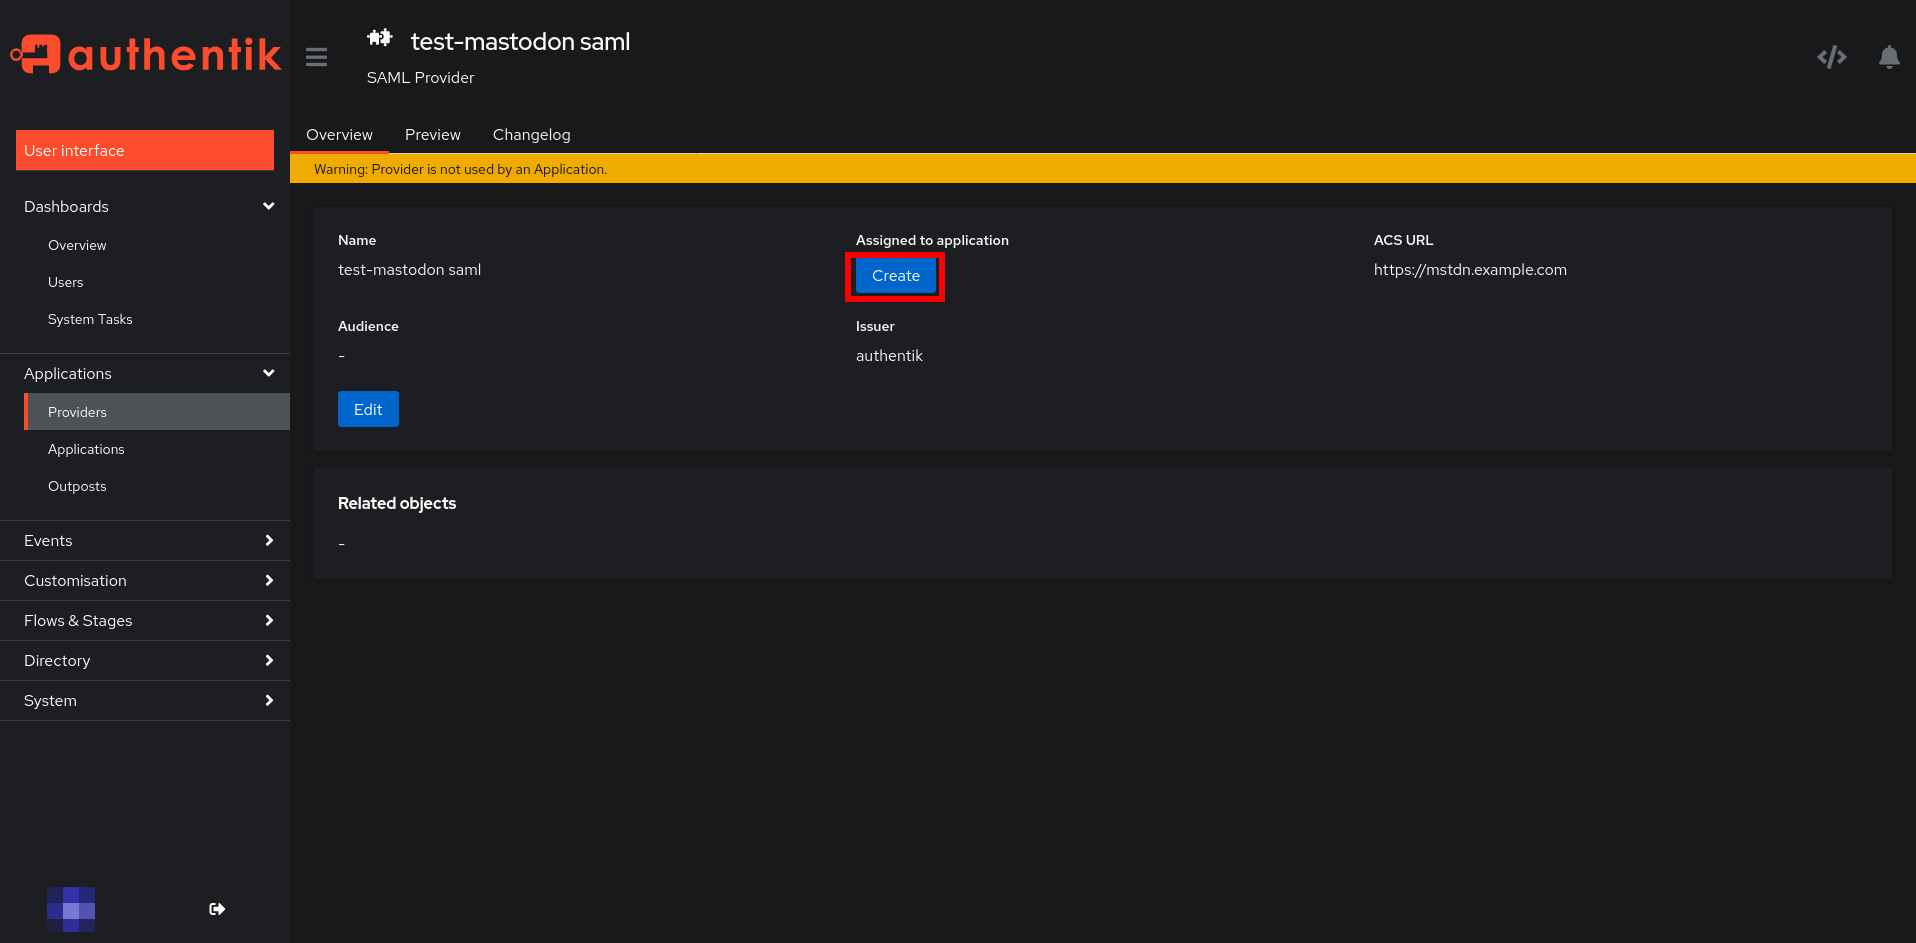 authentik
test-mastodon saml
SAML Provider
User interface
Dashboards
Overview
Users
System Tasks
Applications
Providers
Applications
Outposts
Events
Customisation
Flows & Stages
Directory
System
Overview Preview Changelog
Warning: Provider is not used by an Application.
Name
test-mastodon saml
Assigned to application
Create
ACS URL
https://mstdn.example.com
Audience
-
Issuer
authentik
Edit
Related objects
-